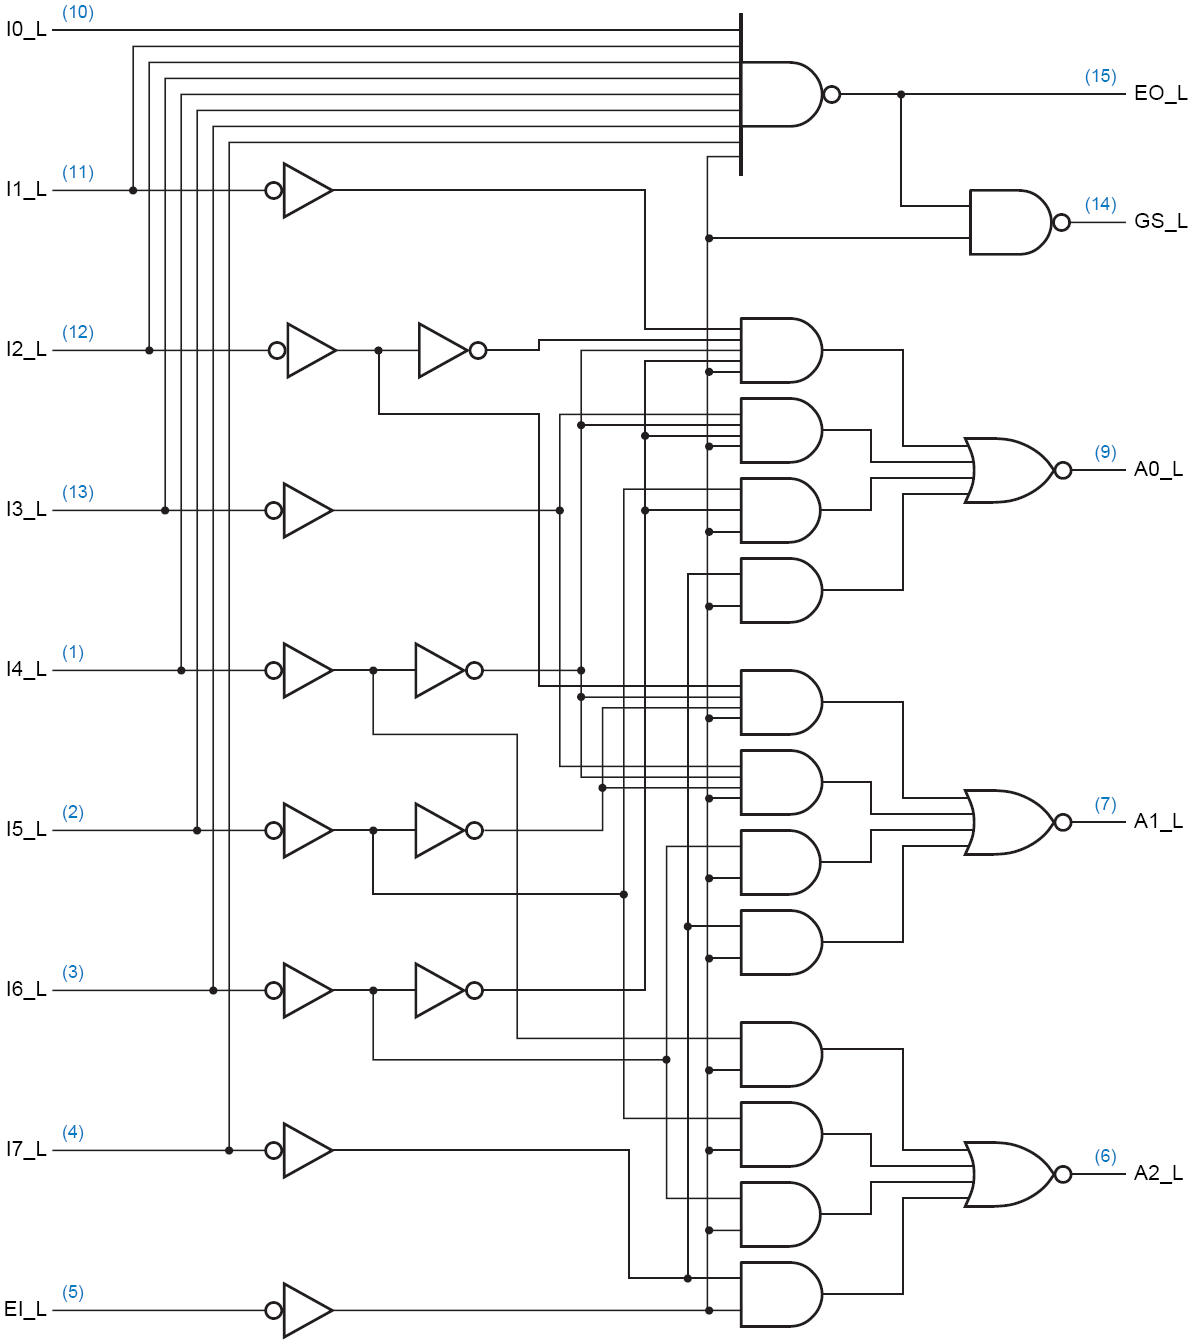 I0_L (10)
(15) EO_L
I1_L (11)
(14) GS_L
I2_L (12)
(9) A0_L
I3_L (13)
I4_L (1)
(7) A1_L
I5_L (2)
I6_L (3)
I7_L (4)
(6) A2_L
EI_L (5)